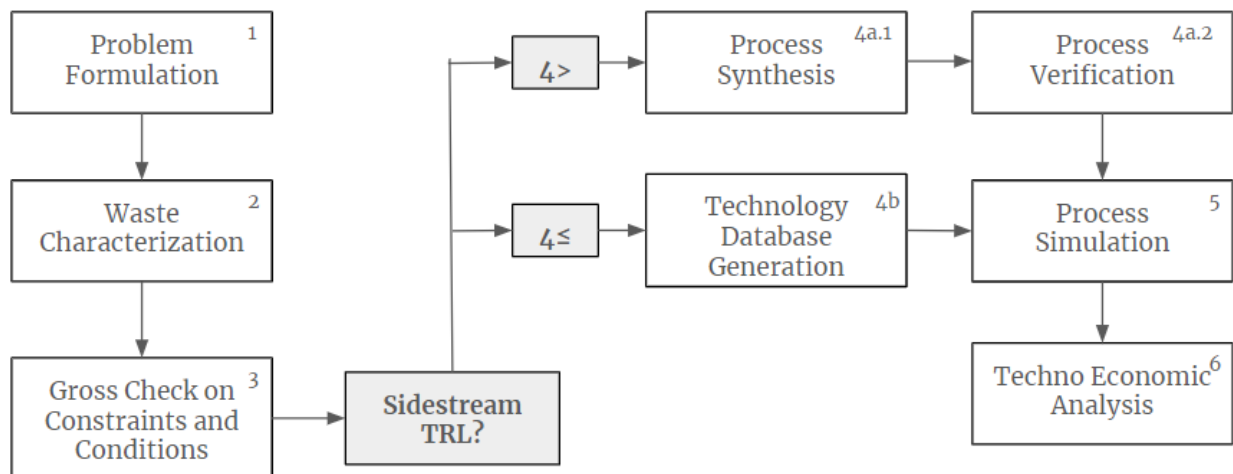 1
Problem
Formulation
2
Waste
Characterization
3
Gross Check on
Constraints and
Conditions
Sidestream
TRL?
4>
4a.1
Process
Synthesis
4a.2
Process
Verification
4≤
4b
Technology
Database
Generation
5
Process
Simulation
6
Techno Economic
Analysis